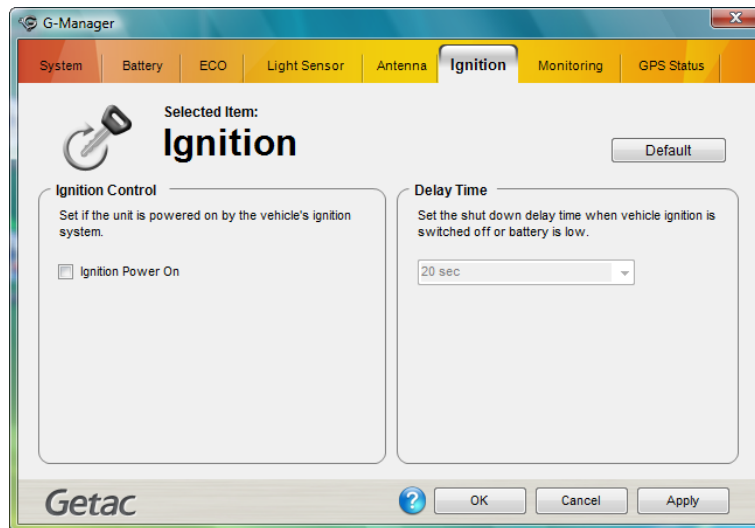 G-Manager
System Battery ECO Light Sensor Antenna Ignition Monitoring GPS Status
Selected Item:
Ignition
Default
Ignition Control
Set if the unit is powered on by the vehicle's ignition
system.
Ignition Power On
Delay Time
Set the shut down delay time when vehicle ignition is
switched off or battery is low.
20 sec
Getac
? OK Cancel Apply